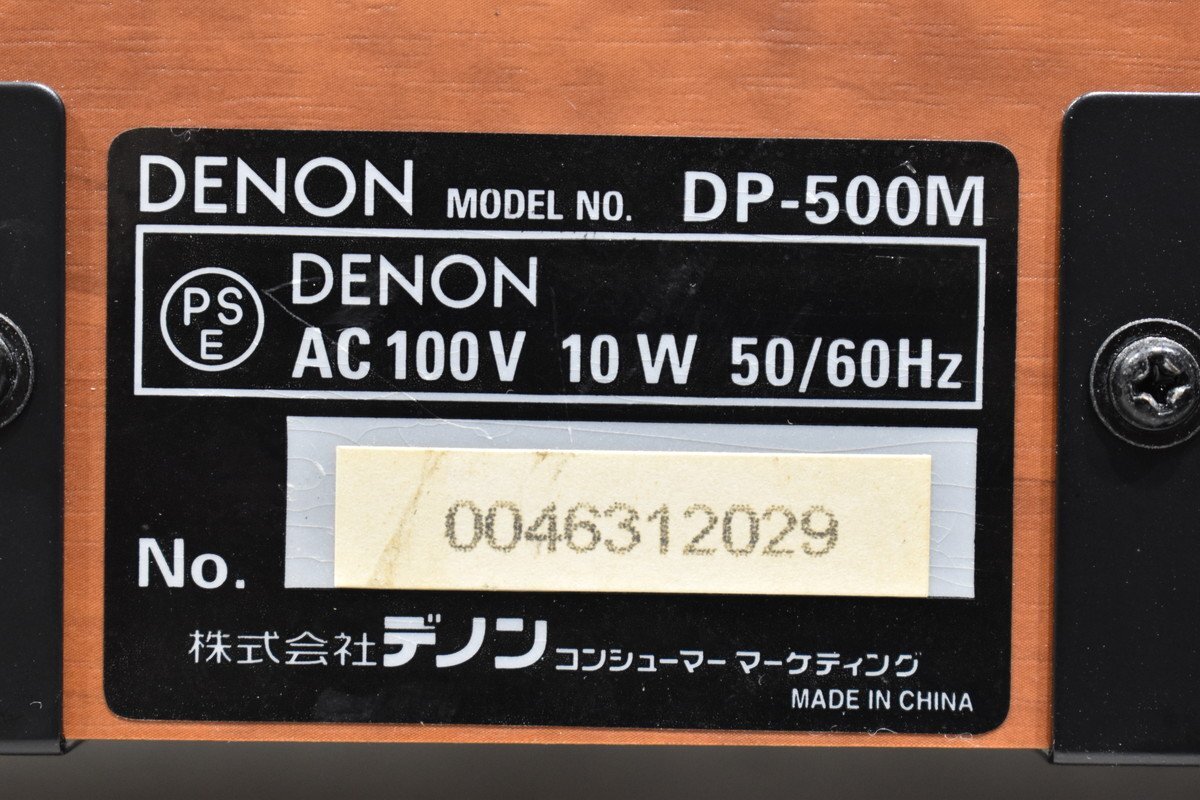 DENON MODEL NO. DP-500M
PS
E
DENON
AC 100V 10 W 50/60Hz
0046312029
No.
株式会社デノン コンシューマー マーケティング
MADE IN CHINA